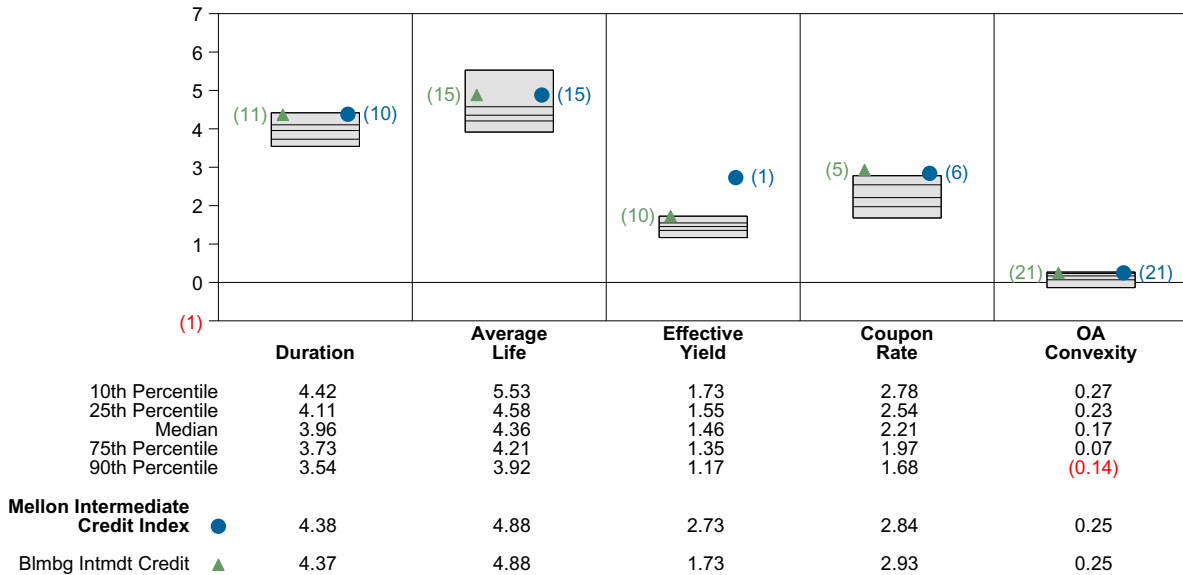 7
6
5
4
3
2
1
0
(1)
(11) (10)
(15) (15)
(10) (1)
(5) (6)
(21) (21)
Duration Average Life Effective Yield Coupon Rate OA Convexity
10th Percentile 4.42 5.53 1.73 2.78 0.27
25th Percentile 4.11 4.58 1.55 2.54 0.23
Median 3.96 4.36 1.46 2.21 0.17
75th Percentile 3.73 4.21 1.35 1.97 0.07
90th Percentile 3.54 3.92 1.17 1.68 (0.14)
Mellon Intermediate
Credit Index 4.38 4.88 2.73 2.84 0.25
Blmbg Intmdt Credit 4.37 4.88 1.73 2.93 0.25